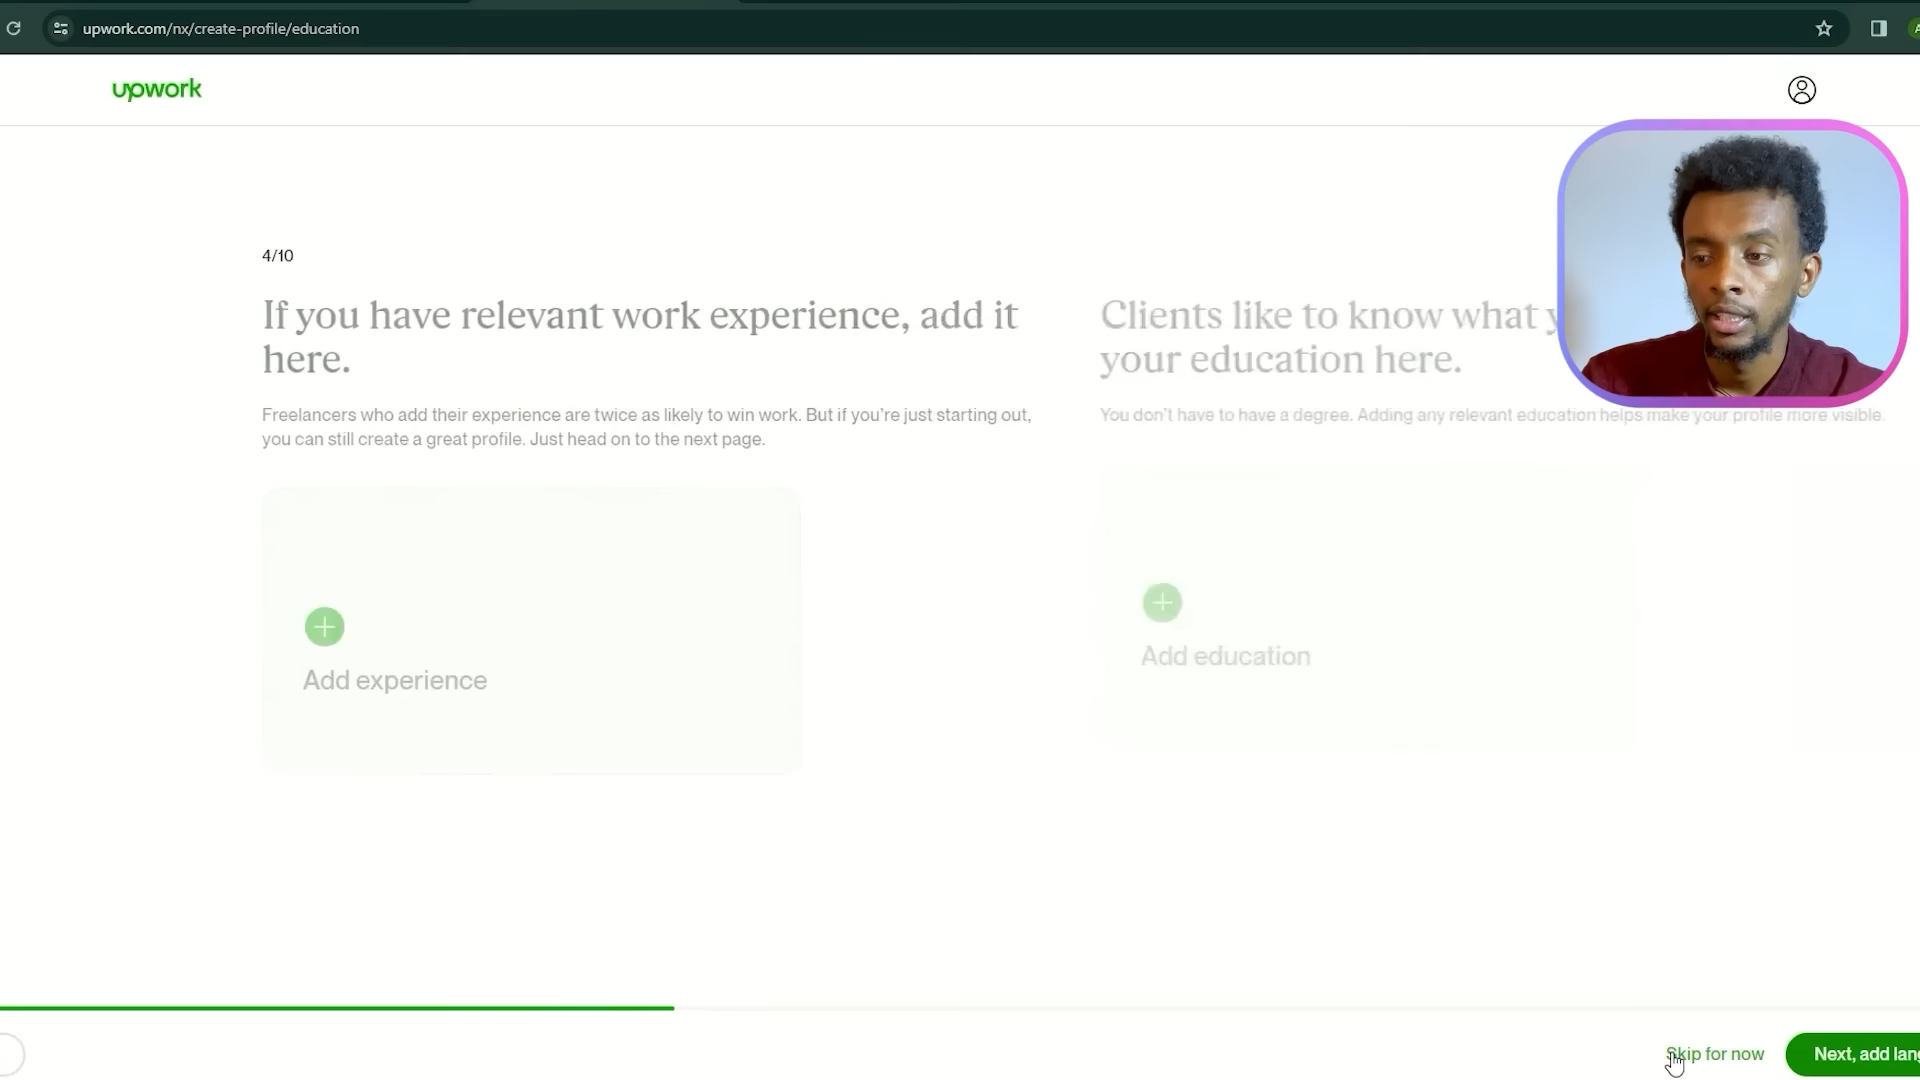 upwork.com/nx/create-profile/education
upwork
4/10
If you have relevant work experience, add it
here.
Freelancers who add their experience are twice as likely to win work. But if you're just starting out,
you can still create a great profile. Just head on to the next page.
Add experience
Clients like to know what
your education here.
You don't have to have a degree. Adding any relevant education helps make your profile more visible.
Add education
Skip for now
Next, add lang